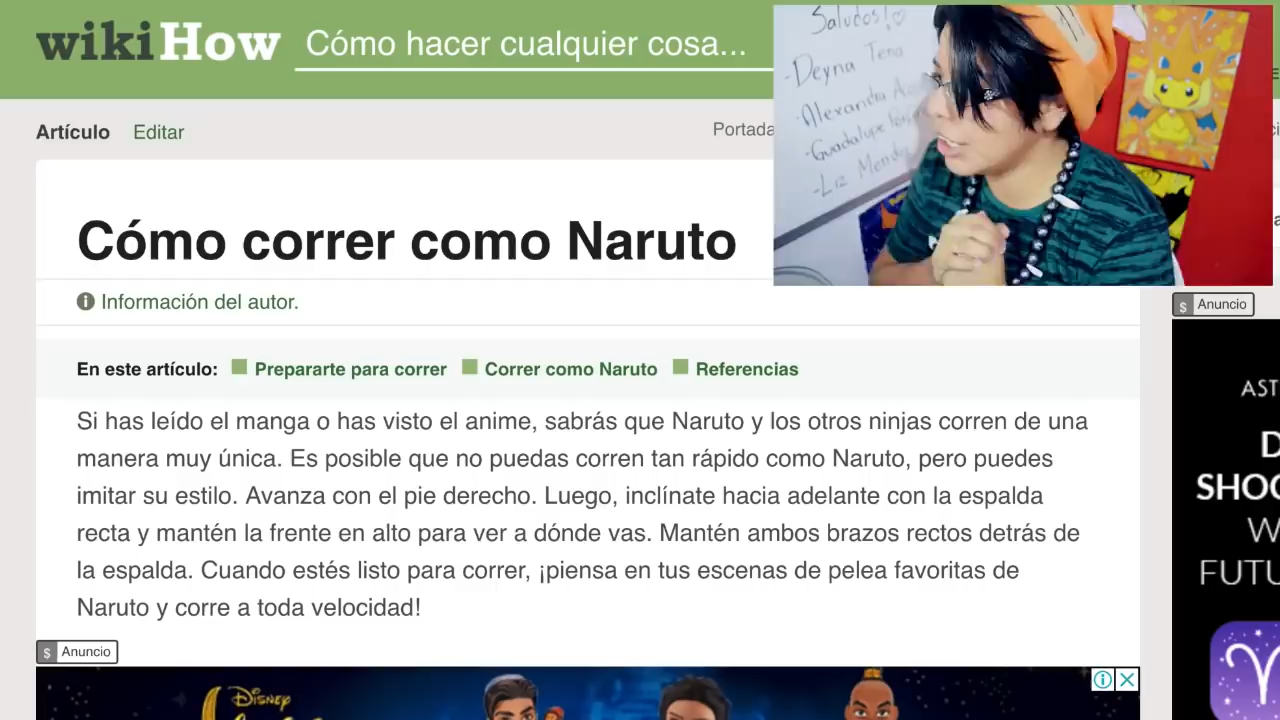 wikiHow Cómo hacer cualquier cosa...
Saludos!
-Deyna Tena
-Alexandra
-Guadalupe
-Liz
Artículo Editar Portada
Cómo correr como Naruto
Información del autor.
En este artículo: Prepararte para correr Correr como Naruto Referencias
Si has leído el manga o has visto el anime, sabrás que Naruto y los otros ninjas corren de una
manera muy única. Es posible que no puedas corren tan rápido como Naruto, pero puedes
imitar su estilo. Avanza con el pie derecho. Luego, inclínate hacia adelante con la espalda
recta y mantén la frente en alto para ver a dónde vas. Mantén ambos brazos rectos detrás de
la espalda. Cuando estés listo para correr, ¡piensa en tus escenas de pelea favoritas de
Naruto y corre a toda velocidad!
$ Anuncio
DISNEY
$ Anuncio
AST
D
SHOO
W
FUTU